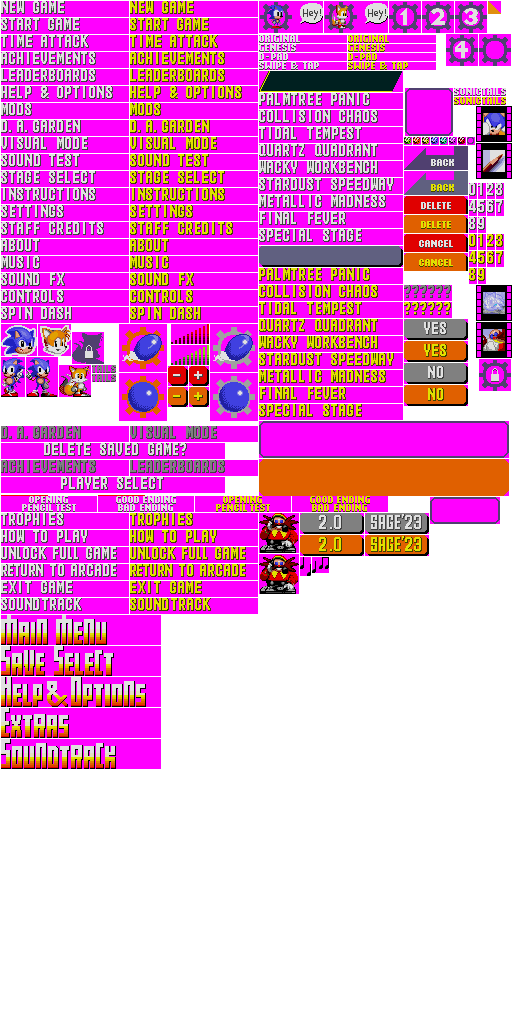 NEW GAME NEW GAME
START GAME START GAME
TIME ATTACK TIME ATTACK
ACHIEVEMENTS ACHIEVEMENTS
LEADERBOARDS LEADERBOARDS
HELP & OPTIONS HELP & OPTIONS
MODS MODS
D. A. GARDEN D. A. GARDEN
VISUAL MODE VISUAL MODE
SOUND TEST SOUND TEST
STAGE SELECT STAGE SELECT
INSTRUCTIONS INSTRUCTIONS
SETTINGS SETTINGS
STAFF CREDITS STAFF CREDITS
ABOUT ABOUT
MUSIC MUSIC
SOUND FX SOUND FX
CONTROLS CONTROLS
SPIN DASH SPIN DASH
Hey! Hey! 1 2 3
4
ORIGINAL ORIGINAL
GENESIS GENESIS
D-PAD D-PAD
SWIPE & TAP SWIPE & TAP
PALMTREE PANIC
COLLISION CHAOS
TIDAL TEMPEST
QUARTZ QUADRANT
WACKY WORKBENCH
STARDUST SPEEDWAY
METALLIC MADNESS
FINAL FEVER
SPECIAL STAGE
PALMTREE PANIC
COLLISION CHAOS
TIDAL TEMPEST
QUARTZ QUADRANT
WACKY WORKBENCH
STARDUST SPEEDWAY
METALLIC MADNESS
FINAL FEVER
SPECIAL STAGE
SONIC TAILS
SONIC TAILS
BACK
BACK
DELETE
DELETE
CANCEL
CANCEL
0123
4567
89
0123
4567
89
??????
??????
YES
YES
NO
NO
TAILS
TAILS
- +
- +
D. A. GARDEN VISUAL MODE
DELETE SAVED GAME?
ACHIEVEMENTS LEADERBOARDS
PLAYER SELECT
OPENING GOOD ENDING OPENING GOOD ENDING
PENCIL TEST BAD ENDING PENCIL TEST BAD ENDING
TROPHIES TROPHIES
HOW TO PLAY HOW TO PLAY
UNLOCK FULL GAME UNLOCK FULL GAME
RETURN TO ARCADE RETURN TO ARCADE
EXIT GAME EXIT GAME
SOUNDTRACK SOUNDTRACK
2.0 SAGE'23
2.0 SAGE'23
MAIN MENU
SAVE SELECT
HELP & OPTIONS
EXTRAS
SOUNDTRACK